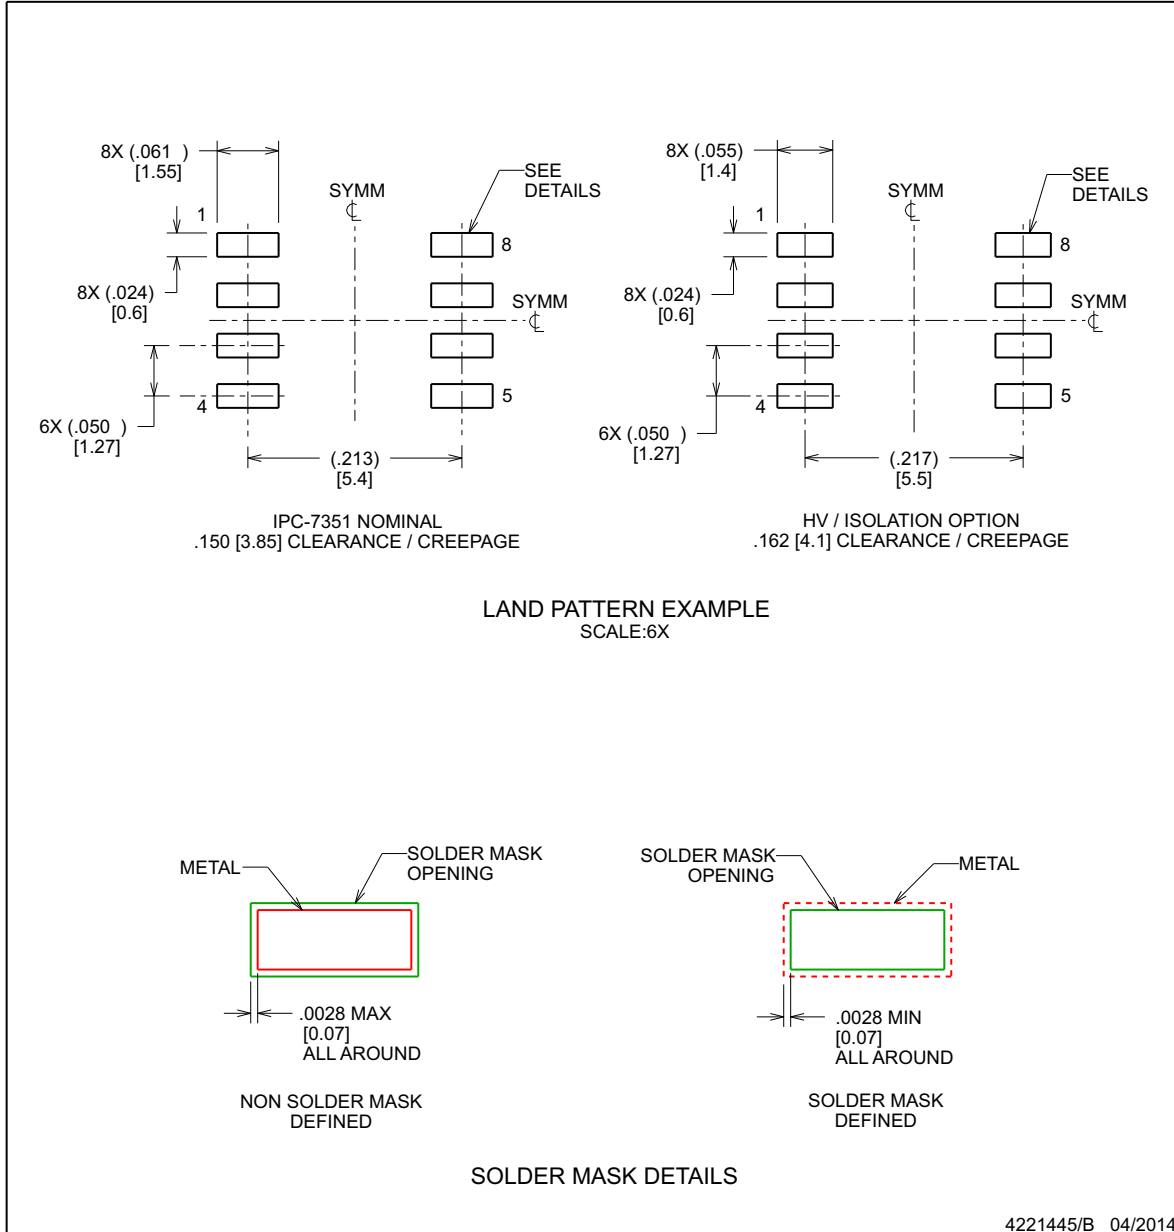 8X (.061 )
[1.55]
SYMM
℄
SEE
DETAILS
1
8
8X (.024)
[0.6]
SYMM
℄
4
5
6X (.050 )
[1.27]
(.213)
[5.4]
IPC-7351 NOMINAL
.150 [3.85] CLEARANCE / CREEPAGE
8X (.055)
[1.4]
SYMM
℄
SEE
DETAILS
1
8
8X (.024)
[0.6]
SYMM
℄
4
5
6X (.050 )
[1.27]
(.217)
[5.5]
HV / ISOLATION OPTION
.162 [4.1] CLEARANCE / CREEPAGE
LAND PATTERN EXAMPLE
SCALE:6X
METAL
SOLDER MASK
OPENING
.0028 MAX
[0.07]
ALL AROUND
NON SOLDER MASK
DEFINED
SOLDER MASK
OPENING
METAL
.0028 MIN
[0.07]
ALL AROUND
SOLDER MASK
DEFINED
SOLDER MASK DETAILS
4221445/B 04/2014